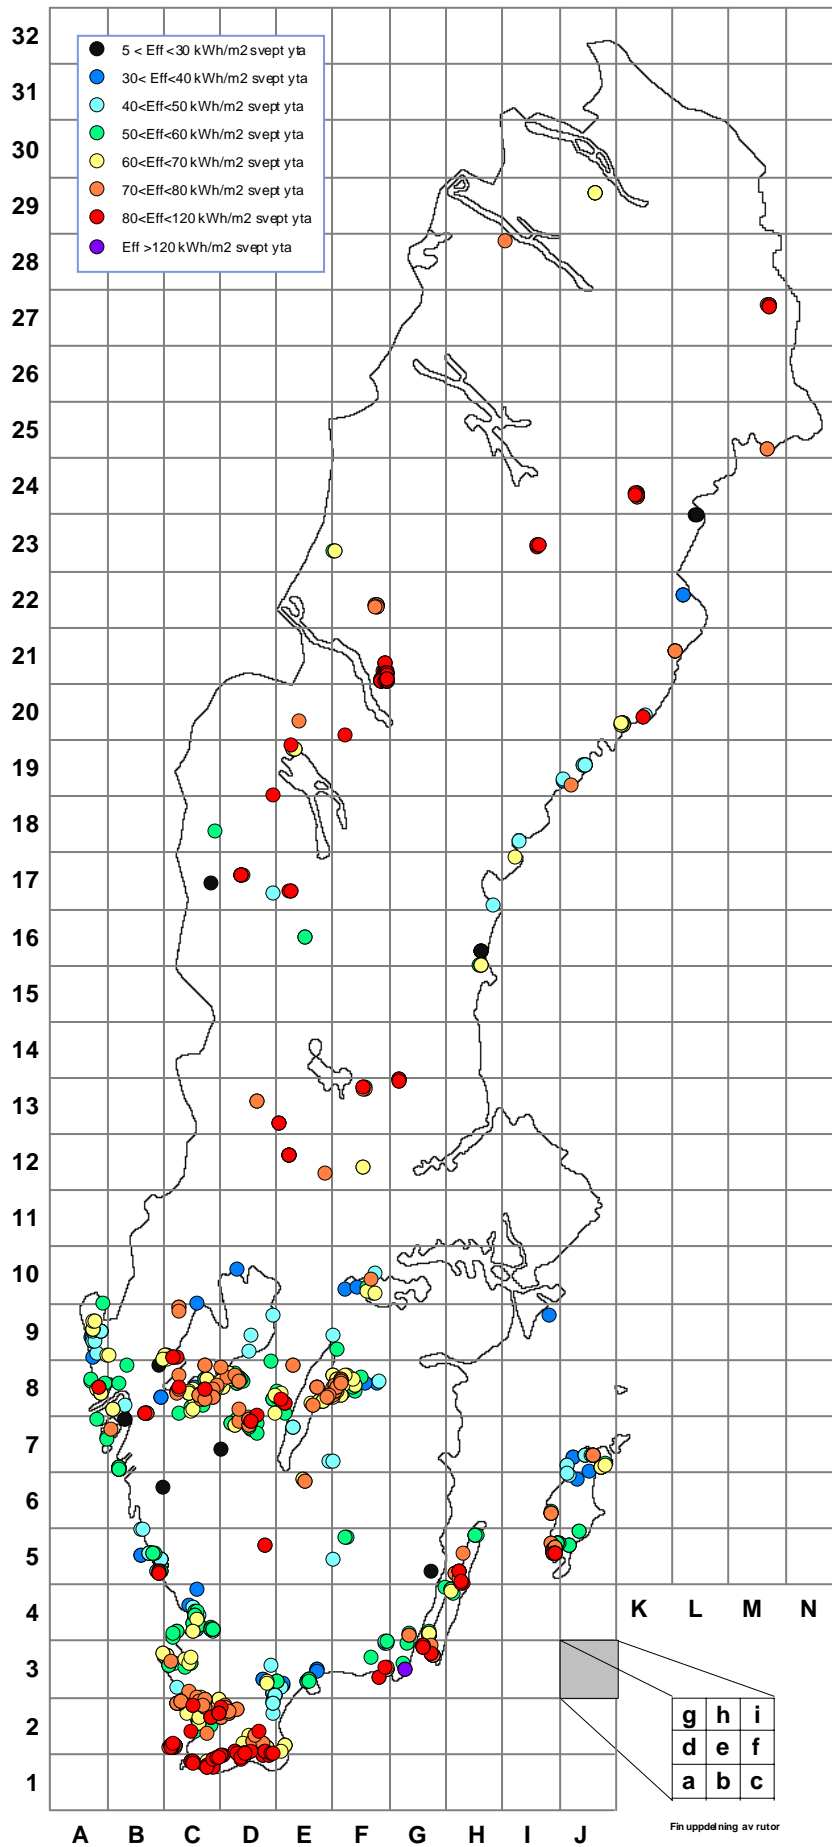 32
31
30
29
28
27
26
25
24
23
22
21
20
19
18
17
16
15
14
13
12
11
10
9
8
7
6
5
4
3
2
1
5 < Eff <30 kWh/m2 svept yta
30< Eff<40 kWh/m2 svept yta
40<Eff<50 kWh/m2 svept yta
50<Eff<60 kWh/m2 svept yta
60<Eff<70 kWh/m2 svept yta
70<Eff<80 kWh/m2 svept yta
80<Eff<120 kWh/m2 svept yta
Eff >120 kWh/m2 svept yta
K L M N
g h i
d e f
a b c
Finuppdelning av rutor
A B C D E F G H I J